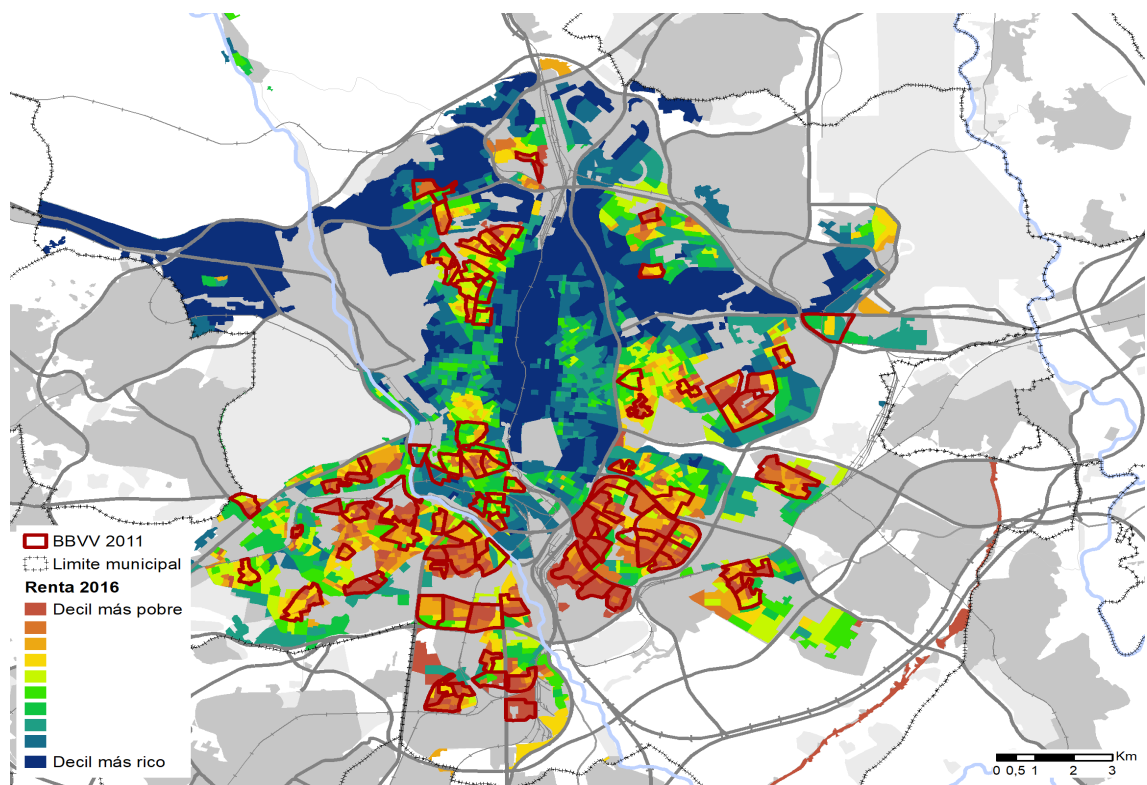 BBVV 2011
Limite municipal
Renta 2016
Decil más pobre
Decil más rico
Km
0 0,5 1 2 3